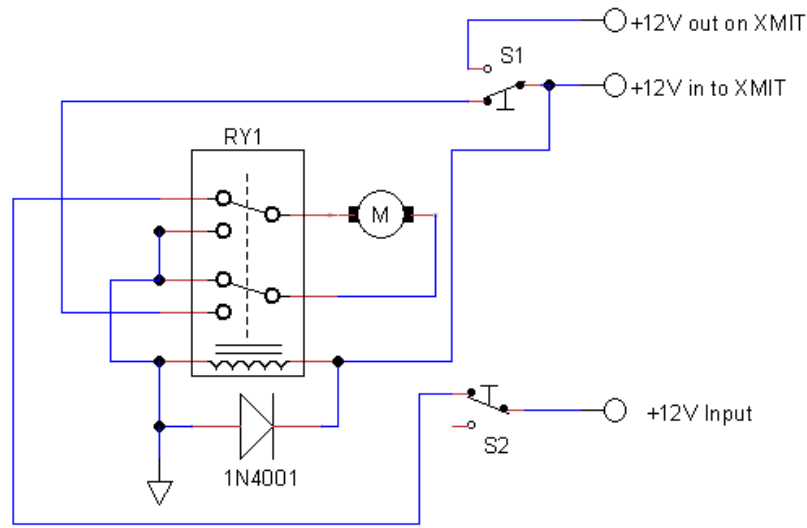 +12V out on XMIT
S1
+12V in to XMIT
RY1
M
+12V Input
S2
1N4001